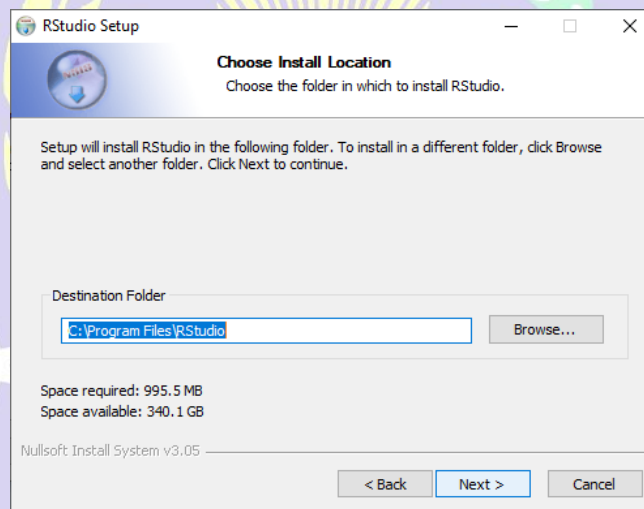 RStudio Setup
Choose Install Location
Choose the folder in which to install RStudio.
Setup will install RStudio in the following folder. To install in a different folder, click Browse
and select another folder. Click Next to continue.
Destination Folder
C:\Program Files\RStudio
Browse...
Space required: 995.5 MB
Space available: 340.1 GB
Nullsoft Install System v3.05
< Back
Next >
Cancel